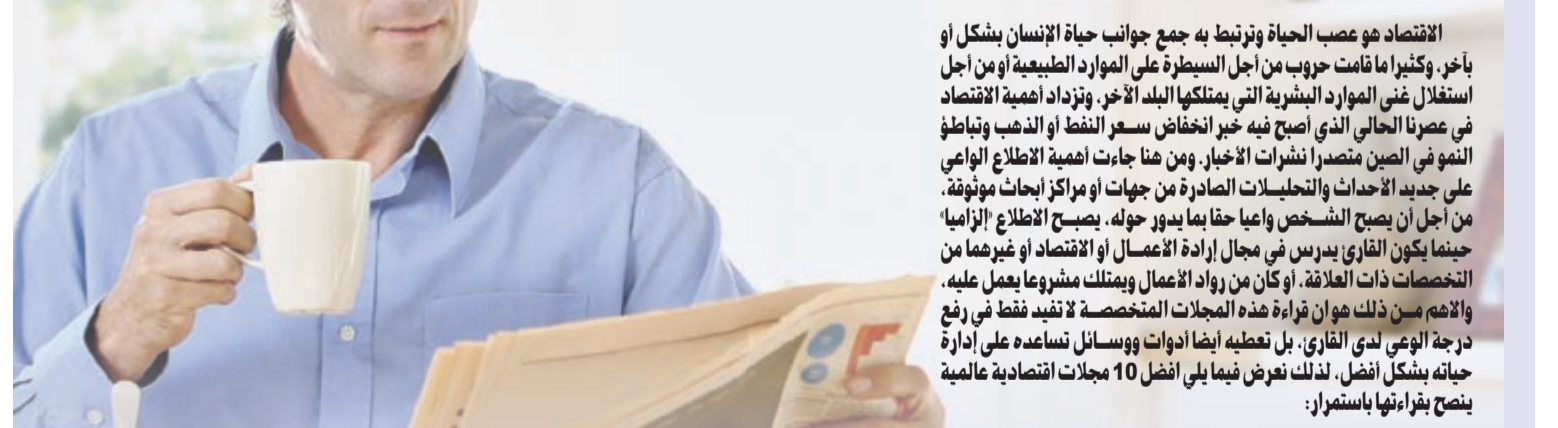 الاقتصاد هو عصب الحياة وترتبط به جمع جوانب حياة الإنسان بشكل أو
بآخر. وكثيرا ما قامت حروب من أجل السيطرة على الموارد الطبيعية أو من أجل
استغلال غنى الموارد البشرية التي يمتلكها البلد الآخر. وتزداد أهمية الاقتصاد
في عصرنا الحالي الذي أصبح فيه خبر انخفاض سعر النفط أو الذهب وتباطؤ
النمو في الصين متصدرا نشرات الأخبار. ومن هنا جاءت أهمية الاطلاع الواعي
على جديد الأحداث والتحليلات الصادرة من جهات أو مراكز أبحاث موثوقة،
من أجل أن يصبح الشخص واعيا حقا بما يدور حوله. يصبح الاطلاع «إلزاميا»
حينما يكون القارئ يدرس في مجال إرادة الأعمال أو الاقتصاد أو غيرهما من
التخصصات ذات العلاقة، أو كان من رواد الأعمال ويمتلك مشروعا يعمل عليه،
والاهم من ذلك هو ان قراءة هذه المجلات المتخصصة لا تفيد فقط في رفع
درجة الوعي لدى القارئ، بل تعطيه أيضا أدوات ووسائل تساعده على إدارة
حياته بشكل أفضل. لذلك نعرض فيما يلي افضل 10 مجلات اقتصادية عالمية
ينصح بقراءتها باستمرار: